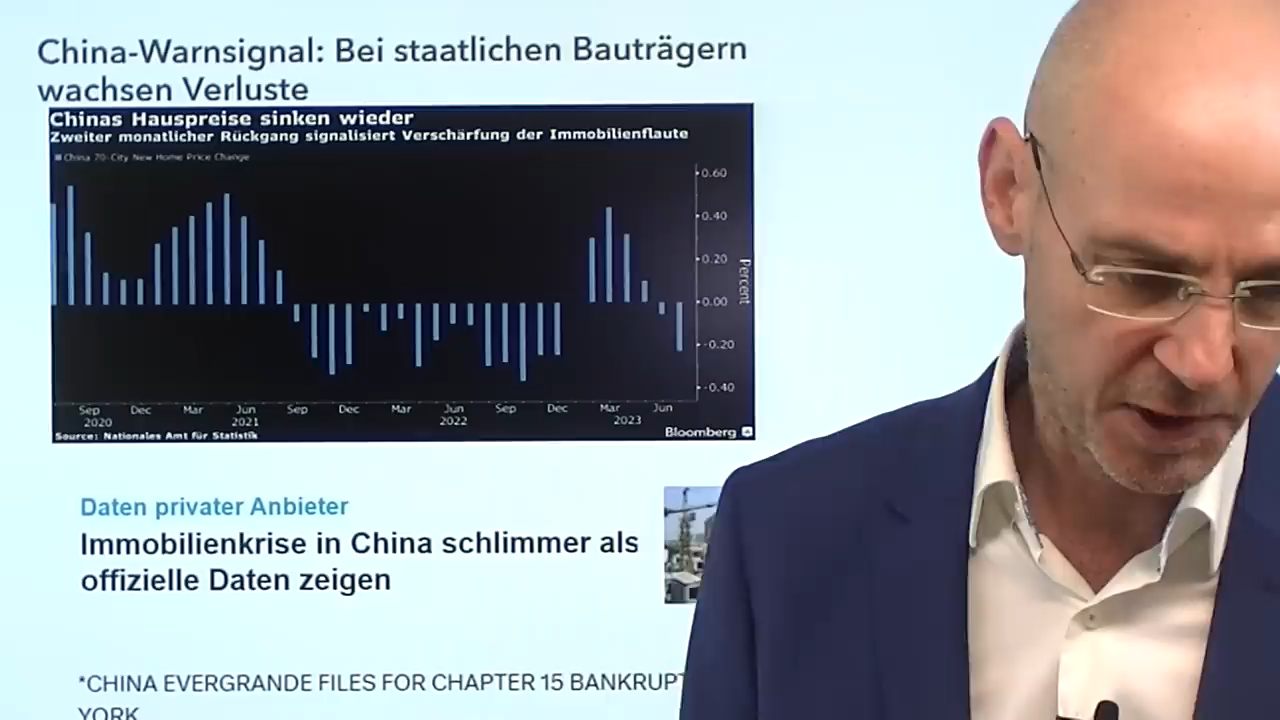 China-Warnsignal: Bei staatlichen Bauträgern
wachsen Verluste
Chinas Hauspreise sinken wieder
Zweiter monatlicher Rückgang signalisiert Verschärfung der Immobilienflaute
China 70-City New Home Price Change
0.60
0.40
0.20
0.00
-0.20
-0.40
Percent
Sep Dec Mar Jun Sep Dec Mar Jun Sep Dec Mar Jun
2020 2021 2022 2023
Source: Nationales Amt für Statistik
Bloomberg
Daten privater Anbieter
Immobilienkrise in China schlimmer als
offizielle Daten zeigen
*CHINA EVERGRANDE FILES FOR CHAPTER 15 BANKRUPT
YORK